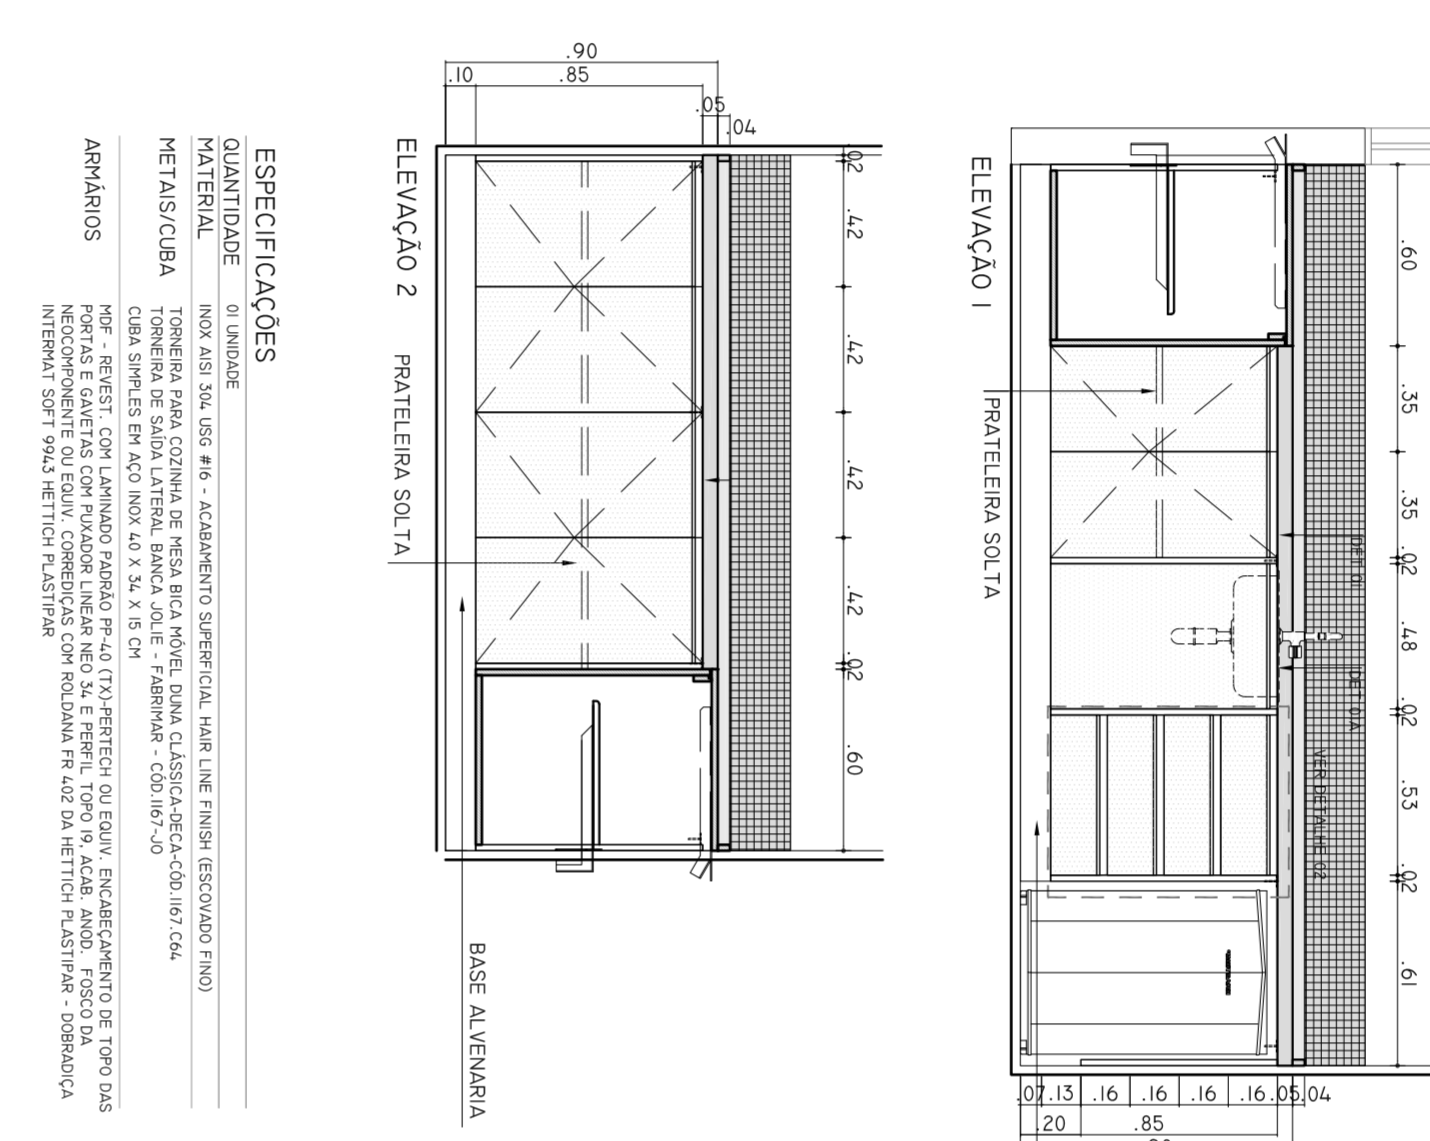 ELEVAÇÃO 1
PRATELEIRA SOLTA
DET 01
DET 01A
VER DETALHE 02
.60
.35
.35
.02
.48
.02
.53
.02
.61
.07
.13
.16
.16
.16
.16
.05
.04
.20
.85
ELEVAÇÃO 2
PRATELEIRA SOLTA
BASE ALVENARIA
.90
.10
.85
.05
.04
.02
.42
.42
.42
.42
.02
.60
ESPECIFICAÇÕES
QUANTIDADE 01 UNIDADE
MATERIAL INOX AISI 304 USG #16 - ACABAMENTO SUPERFICIAL HAIR LINE FINISH (ESCOVADO FINO)
METAIS/CUBA TORNEIRA PARA COZINHA DE MESA BICA MÓVEL DUNA CLÁSSICA-DECA-CÓD.1167.C64
TORNEIRA DE SAÍDA LATERAL BANCA JOLIE - FABRIMAR - CÓD.1167-JO
CUBA SIMPLES EM AÇO INOX 40 X 34 X 15 CM
ARMÁRIOS MDF - REVEST. COM LAMINADO PADRÃO PP-40 (TX)-PERTECH OU EQUIV. ENCABEÇAMENTO DE TOPO DAS
PORTAS E GAVETAS COM PUXADOR LINEAR NEO 34 E PERFIL TOPO 19, ACAB. ANOD. FOSCO DA
NEOCOMPONENTE OU EQUIV. CORREDIÇAS COM ROLDANA FR 402 DA HETTICH PLASTIPAR - DOBRADIÇA
INTERMAT SOFT 9943 HETTICH PLASTIPAR